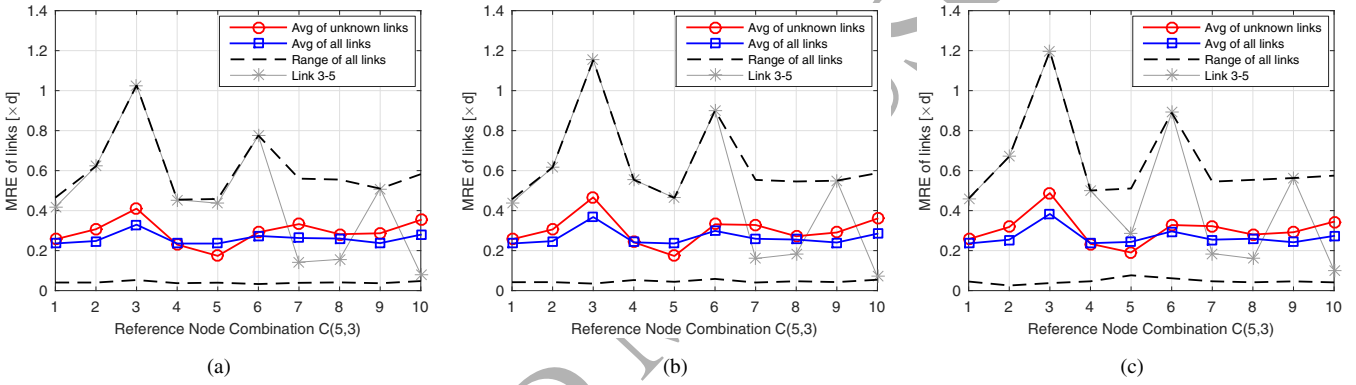 1.4
1.2
1
0.8
0.6
0.4
0.2
0
MRE of links [× d]
Avg of unknown links
Avg of all links
Range of all links
Link 3-5
1 2 3 4 5 6 7 8 9 10
Reference Node Combination C(5,3)
(a)
1.4
1.2
1
0.8
0.6
0.4
0.2
0
MRE of links [× d]
Avg of unknown links
Avg of all links
Range of all links
Link 3-5
1 2 3 4 5 6 7 8 9 10
Reference Node Combination C(5,3)
(b)
1.4
1.2
1
0.8
0.6
0.4
0.2
0
MRE of links [× d]
Avg of unknown links
Avg of all links
Range of all links
Link 3-5
1 2 3 4 5 6 7 8 9 10
Reference Node Combination C(5,3)
(c)